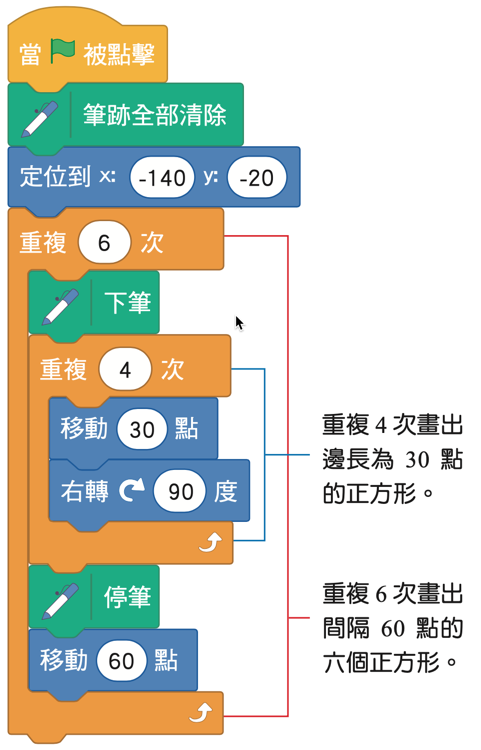 當 被點擊
筆跡全部清除
定位到 x: -140 y: -20
重複 6 次
下筆
重複 4 次
移動 30 點
右轉 90 度
停筆
移動 60 點
重複 4 次畫出
邊長為 30 點
的正方形。
重複 6 次畫出
間隔 60 點的
六個正方形。